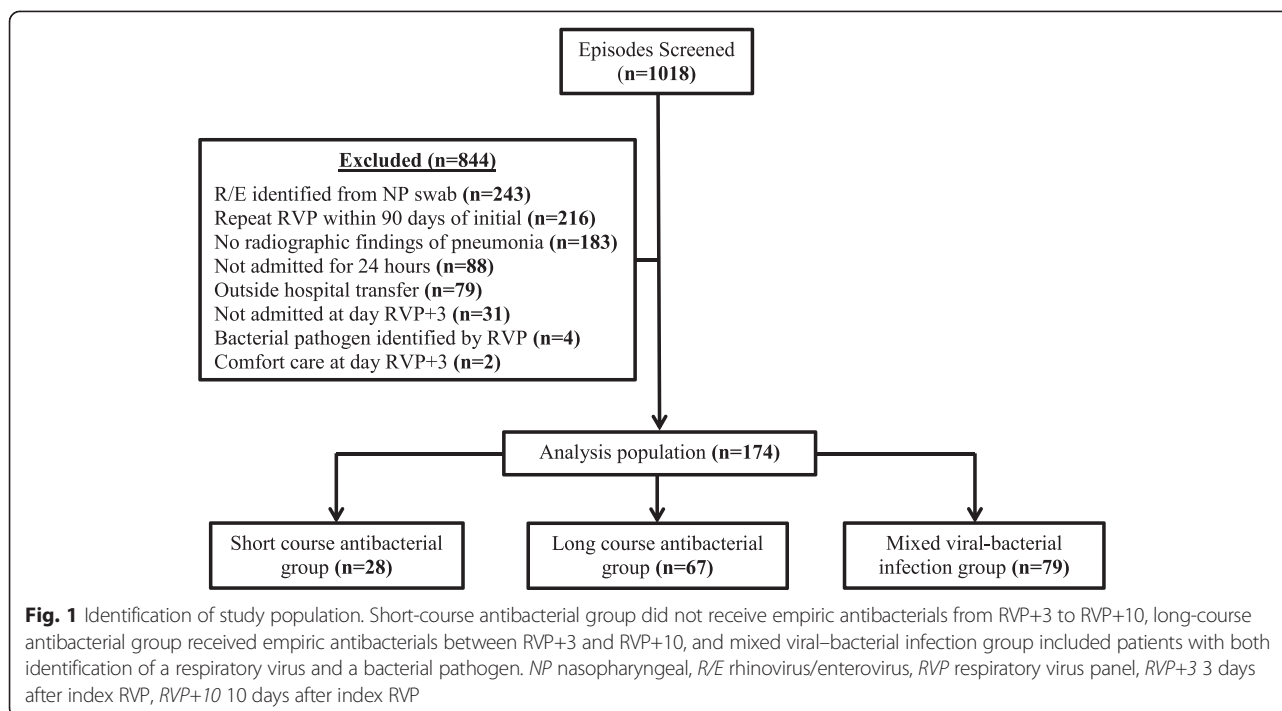 Episodes Screened
(n=1018)
Excluded (n=844)
R/E identified from NP swab (n=243)
Repeat RVP within 90 days of initial (n=216)
No radiographic findings of pneumonia (n=183)
Not admitted for 24 hours (n=88)
Outside hospital transfer (n=79)
Not admitted at day RVP+3 (n=31)
Bacterial pathogen identified by RVP (n=4)
Comfort care at day RVP+3 (n=2)
Analysis population (n=174)
Short course antibacterial
group (n=28)
Long course antibacterial
group (n=67)
Mixed viral-bacterial
infection group (n=79)
Fig. 1 Identification of study population. Short-course antibacterial group did not receive empiric antibacterials from RVP+3 to RVP+10, long-course
antibacterial group received empiric antibacterials between RVP+3 and RVP+10, and mixed viral–bacterial infection group included patients with both
identification of a respiratory virus and a bacterial pathogen. NP nasopharyngeal, R/E rhinovirus/enterovirus, RVP respiratory virus panel, RVP+3 3 days
after index RVP, RVP+10 10 days after index RVP